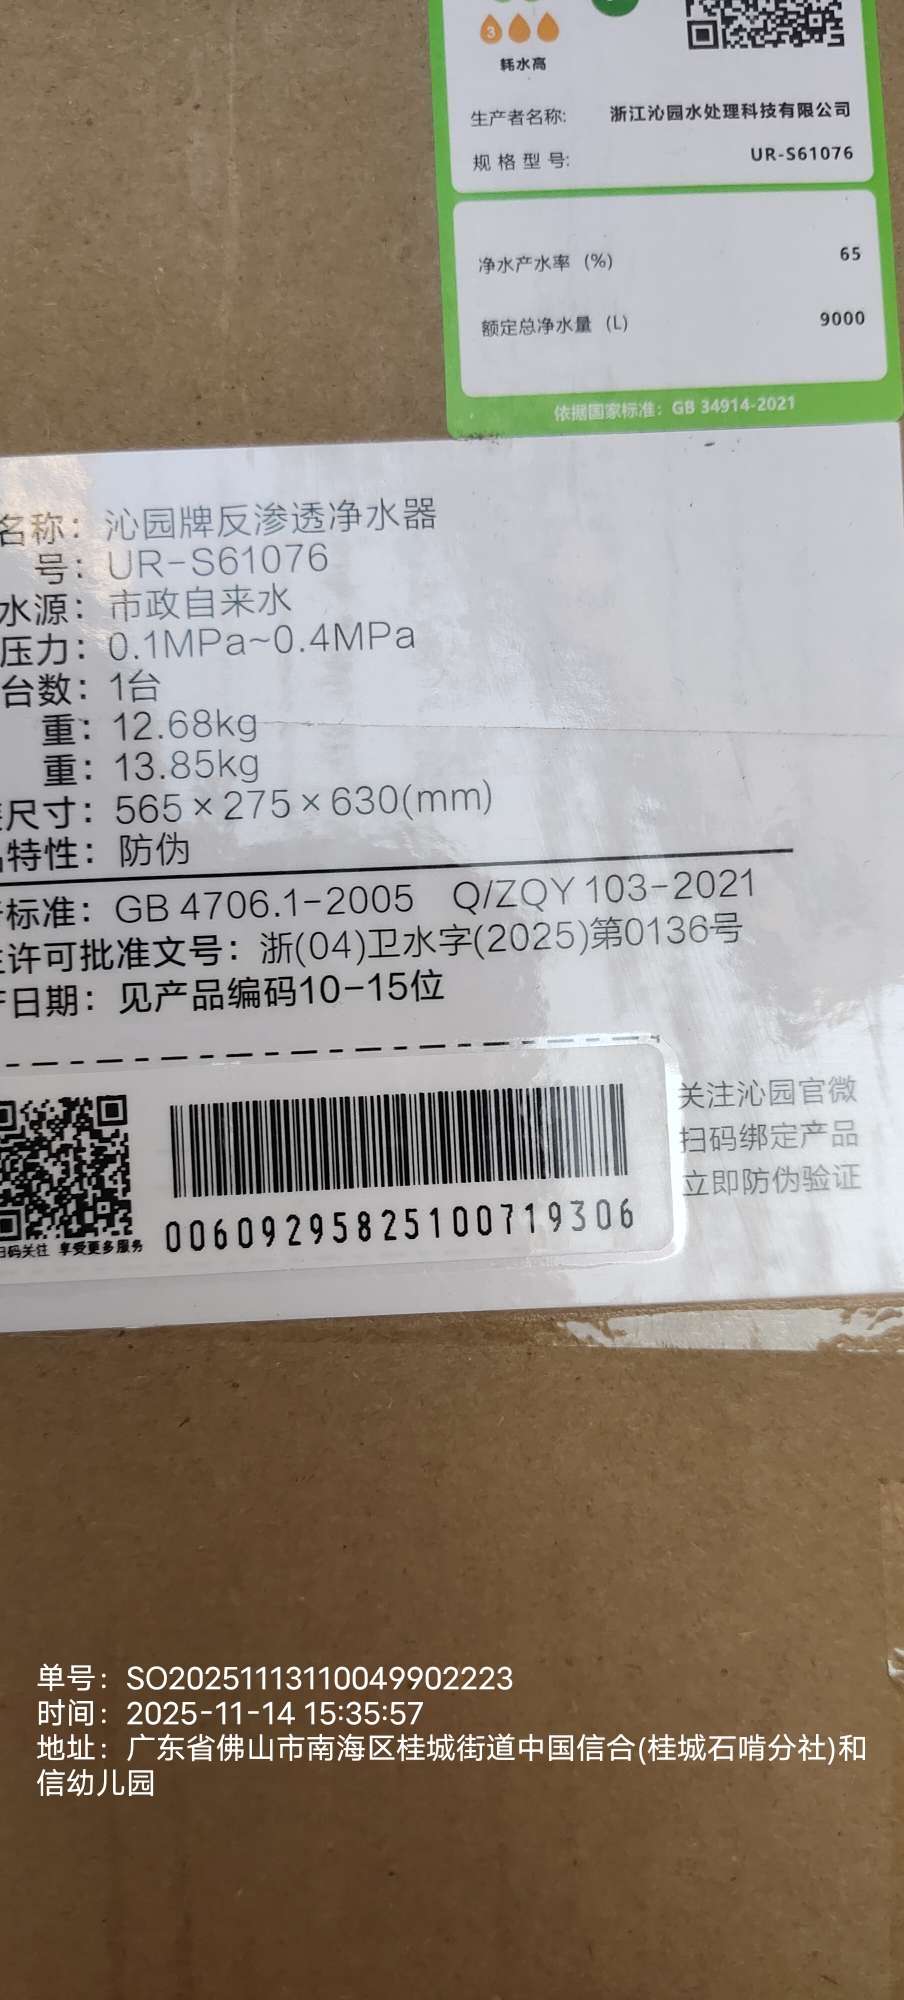 3
耗水高
生产者名称: 浙江沁园水处理科技有限公司
规格型号: UR-S61076
净水产水率 (%) 65
额定总净水量 (L) 9000
依据国家标准：GB 34914-2021
名称：沁园牌反渗透净水器
号：UR-S61076
水源：市政自来水
压力：0.1MPa~0.4MPa
台数：1台
重：12.68kg
重：13.85kg
尺寸：565×275×630(mm)
特性：防伪
标准：GB 4706.1-2005 Q/ZQY 103-2021
许可批准文号：浙(04)卫水字(2025)第0136号
日期：见产品编码10-15位
关注沁园官微
扫码绑定产品
立即防伪验证
00609295825100719306
扫码关注 享受更多服务
单号：SO20251113110049902223
时间：2025-11-14 15:35:57
地址：广东省佛山市南海区桂城街道中国信合(桂城石啃分社)和
信幼儿园